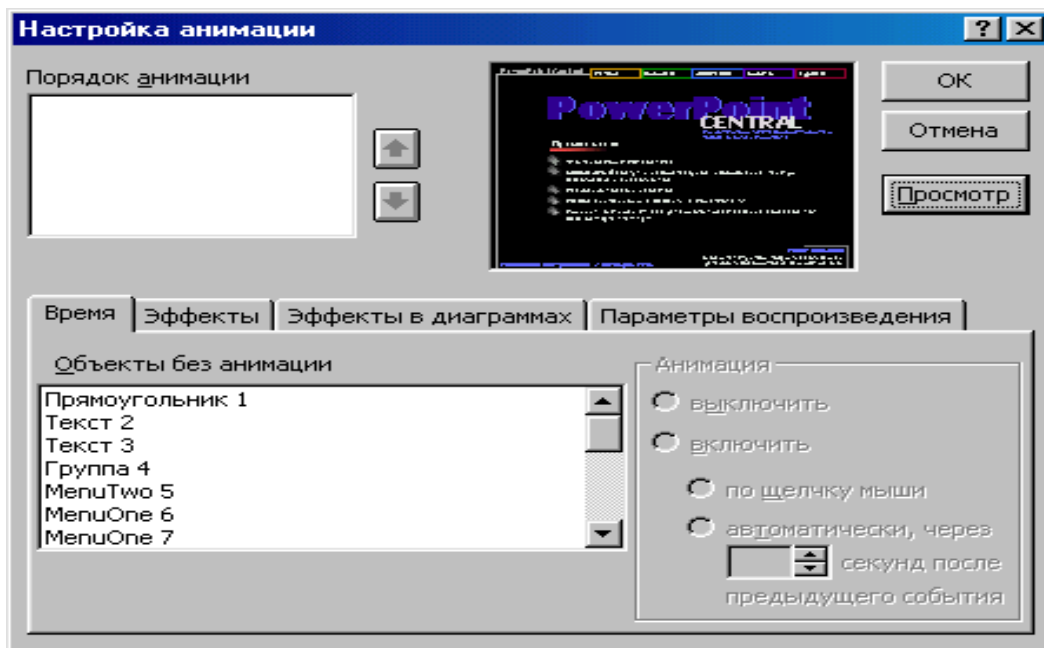 Настройка анимации
Порядок анимации
PowerPoint
CENTRAL
OK
Отмена
Просмотр
Время
Эффекты
Эффекты в диаграммах
Параметры воспроизведения
Объекты без анимации
Прямоугольник 1
Текст 2
Текст 3
Группа 4
MenuTwo 5
MenuOne 6
MenuOne 7
Анимация
выключить
включить
по щелчку мыши
автоматически, через
секунд после
предыдущего события